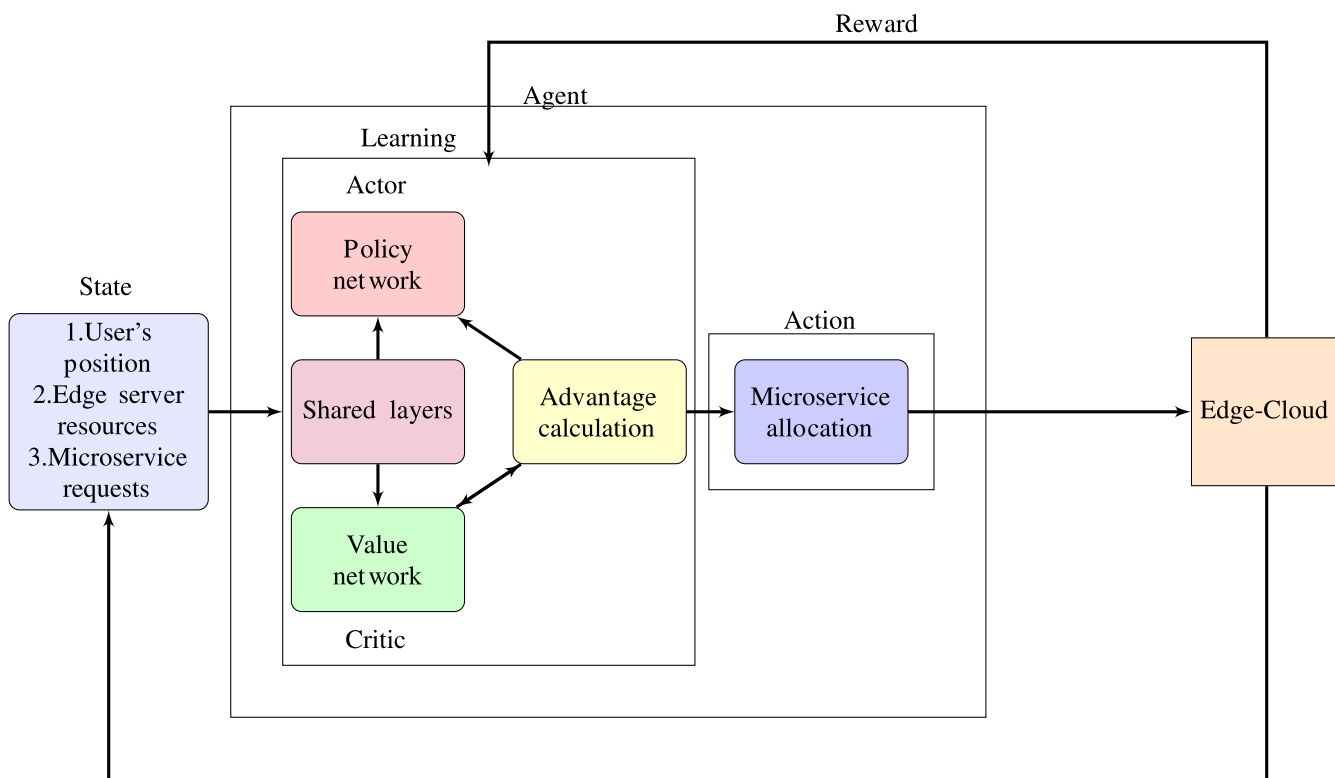 Reward
Agent
Learning
Actor
Policy
network
State
1.User's
position
2.Edge server
resources
3.Microservice
requests
Shared layers
Advantage
calculation
Action
Microservice
allocation
Edge-Cloud
Value
network
Critic